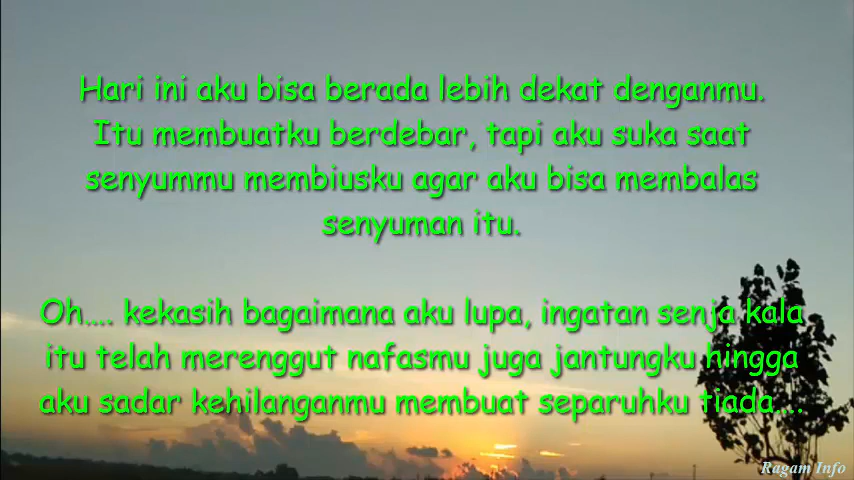 Hari ini aku bisa berada lebih dekat denganmu.
Itu membuatku berdebar, tapi aku suka saat
senyummu membiusku agar aku bisa membalas
senyuman itu.
Oh.... kekasih bagaimana aku lupa, ingatan senja kala
itu telah merenggut nafasmu juga jantungku hingga
aku sadar kehilanganmu membuat separuhku tiada....
Ragam Info